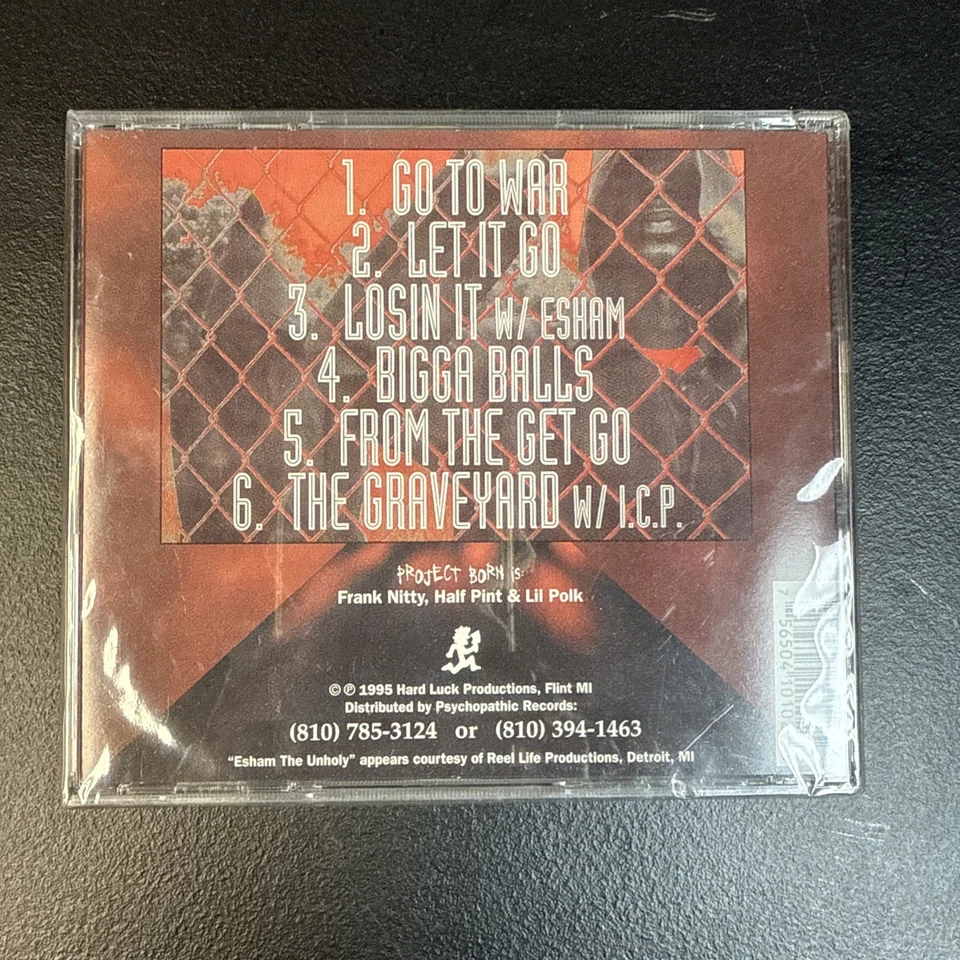 1. GO TO WAR
2. LET IT GO
3. LOSIN IT W/ ESHAM
4. BIGGA BALLS
5. FROM THE GET GO
6. THE GRAVEYARD W/ I.C.P.
PROJECT BORN is:
Frank Nitty, Half Pint & Lil Polk
© ℗ 1995 Hard Luck Productions, Flint MI
Distributed by Psychopathic Records:
(810) 785-3124 or (810) 394-1463
“Esham The Unholy” appears courtesy of Reel Life Productions, Detroit, MI